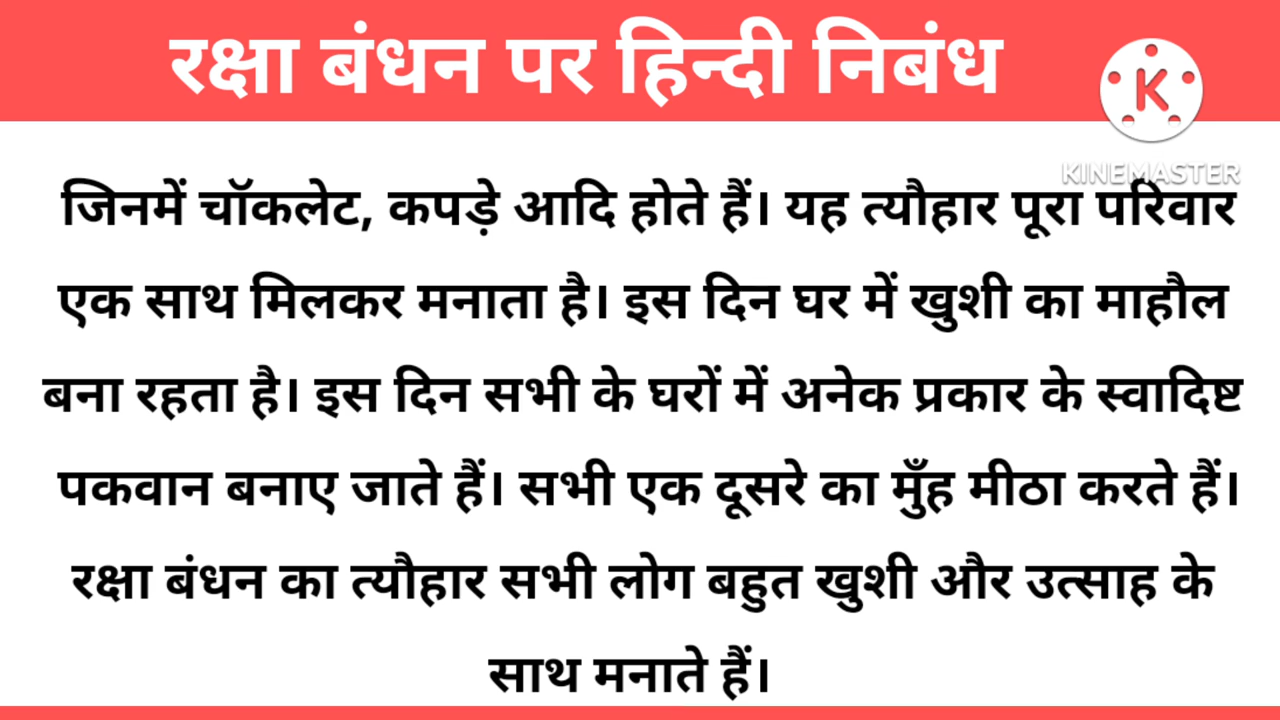 रक्षा बंधन पर हिन्दी निबंध
K
KINEMASTER
जिनमें चॉकलेट, कपड़े आदि होते हैं। यह त्यौहार पूरा परिवार
एक साथ मिलकर मनाता है। इस दिन घर में खुशी का माहौल
बना रहता है। इस दिन सभी के घरों में अनेक प्रकार के स्वादिष्ट
पकवान बनाए जाते हैं। सभी एक दूसरे का मुँह मीठा करते हैं।
रक्षा बंधन का त्यौहार सभी लोग बहुत खुशी और उत्साह के
साथ मनाते हैं।